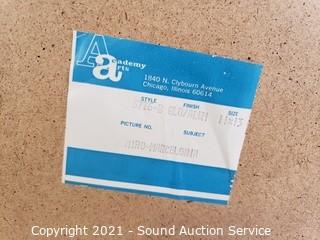 Academy
Arts
1840 N. Clybourn Avenue
Chicago, Illinois 60614
STYLE FINISH SIZE
PICTURE NO. SUBJECT
Copyright 2021 - Sound Auction Service